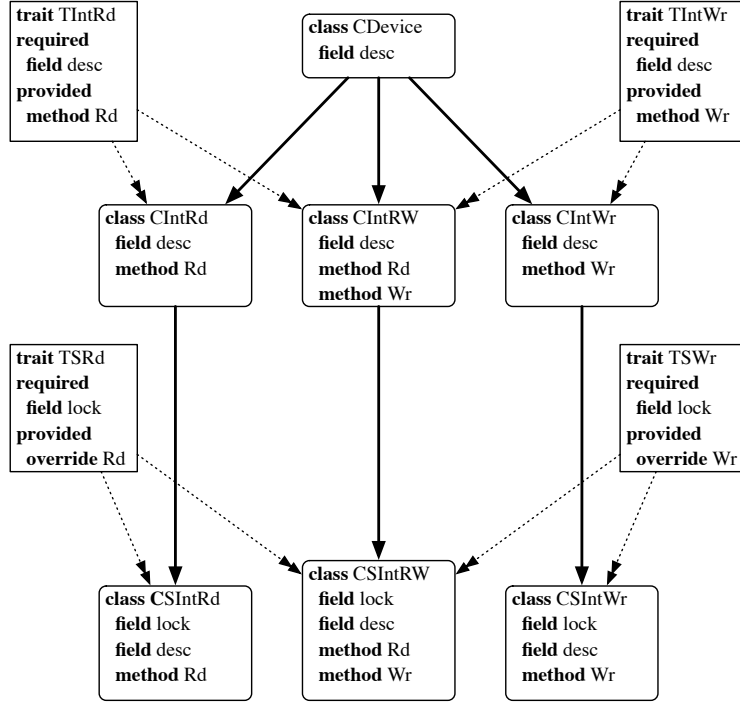 trait TIntRd
required
field desc
provided
method Rd
class CDevice
field desc
trait TIntWr
required
field desc
provided
method Wr
class CIntRd
field desc
method Rd
class CIntRW
field desc
method Rd
method Wr
class CIntWr
field desc
method Wr
trait TSRd
required
field lock
provided
override Rd
trait TSWr
required
field lock
provided
override Wr
class CSIntRd
field lock
field desc
method Rd
class CSIntRW
field lock
field desc
method Rd
method Wr
class CSIntWr
field lock
field desc
method Wr